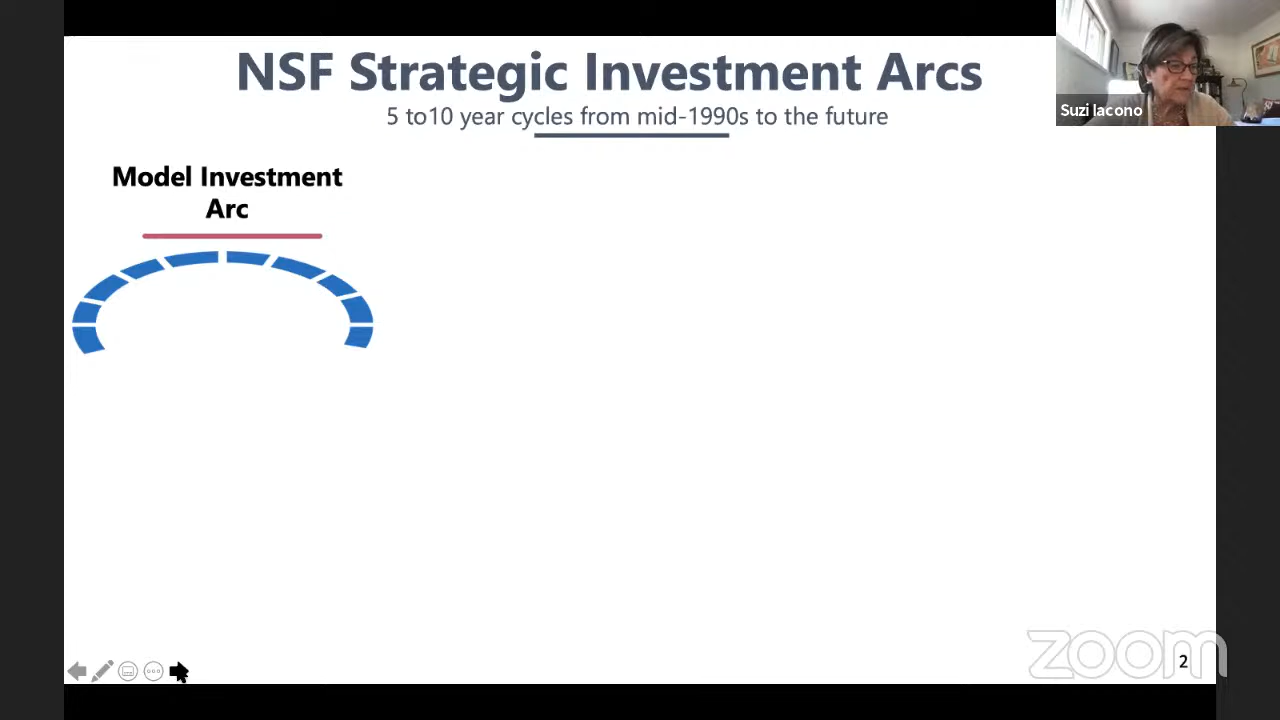 NSF Strategic Investment Arcs
5 to10 year cycles from mid-1990s to the future
Suzi Iacono
Model Investment
Arc
zoom
2